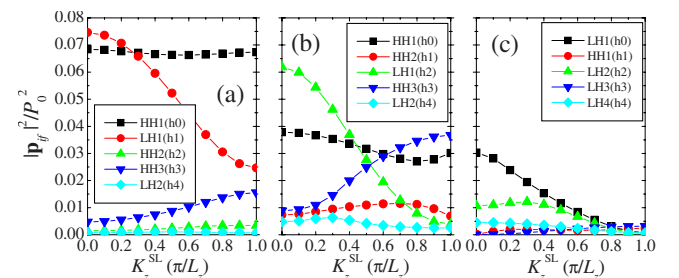 |p_if|²/P₀²
0.08
0.07
0.06
0.05
0.04
0.03
0.02
0.01
0.00
(a)
HH1(h0)
LH1(h1)
HH2(h2)
HH3(h3)
LH2(h4)
0.0 0.2 0.4 0.6 0.8 1.0
K_z^SL (π/L_z)
(b)
HH1(h0)
HH2(h1)
LH1(h2)
HH3(h3)
LH2(h4)
0.0 0.2 0.4 0.6 0.8 1.0
K_z^SL (π/L_z)
(c)
LH1(h0)
HH1(h1)
LH2(h2)
LH3(h3)
LH4(h4)
0.0 0.2 0.4 0.6 0.8 1.0
K_z^SL (π/L_z)